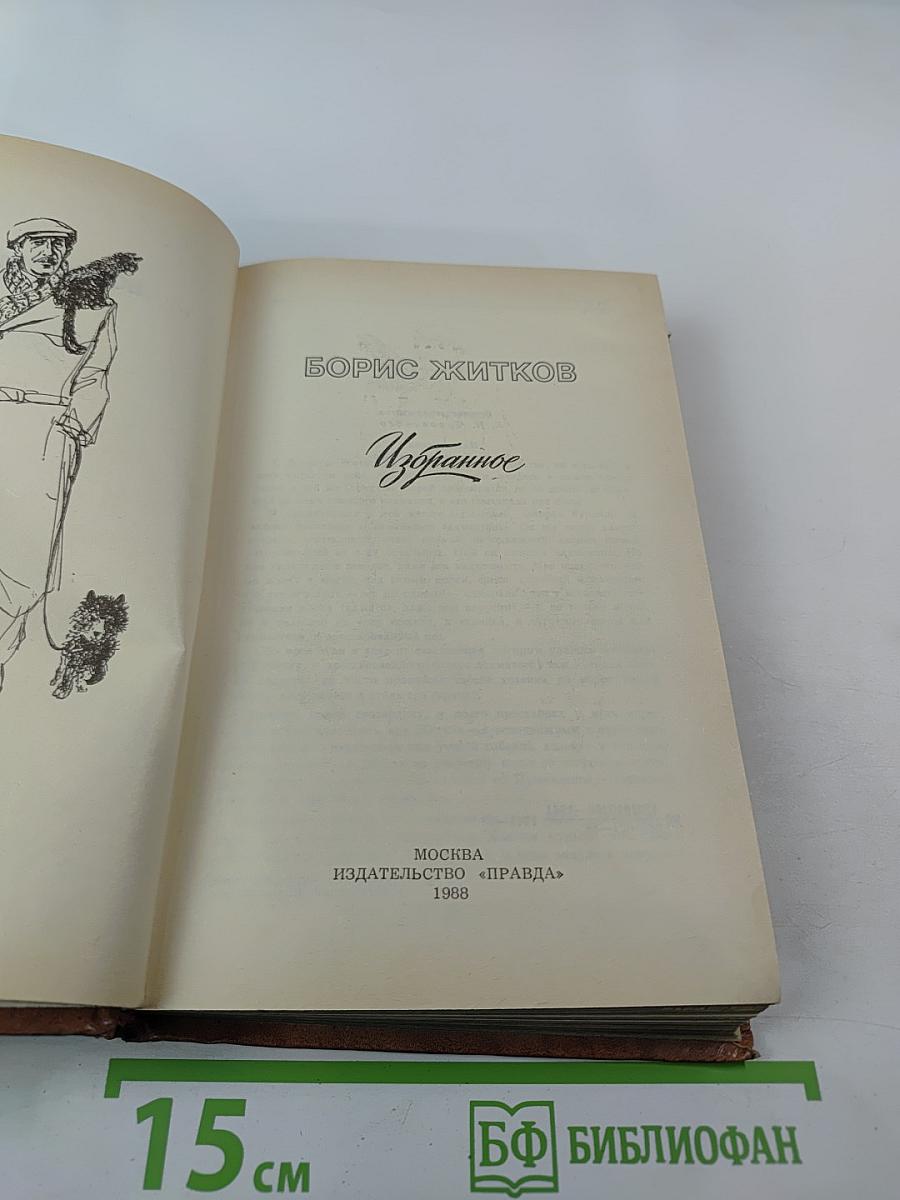 БОРИС ЖИТКОВ
Избранное
МОСКВА
ИЗДАТЕЛЬСТВО «ПРАВДА»
1988
15 см
БФ БИБЛИОФАН